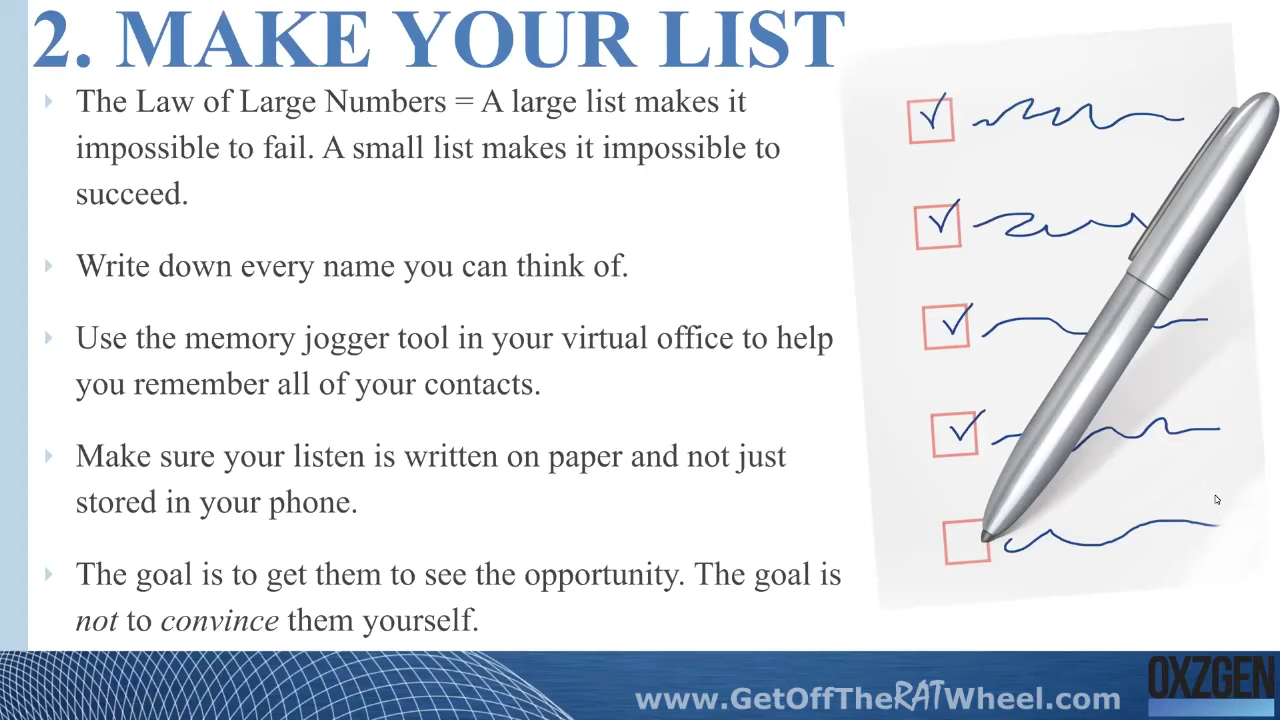 2. MAKE YOUR LIST
The Law of Large Numbers = A large list makes it
impossible to fail. A small list makes it impossible to
succeed.
Write down every name you can think of.
Use the memory jogger tool in your virtual office to help
you remember all of your contacts.
Make sure your listen is written on paper and not just
stored in your phone.
The goal is to get them to see the opportunity. The goal is
not to convince them yourself.
www.GetOffTheRATWheel.com
OXZGEN